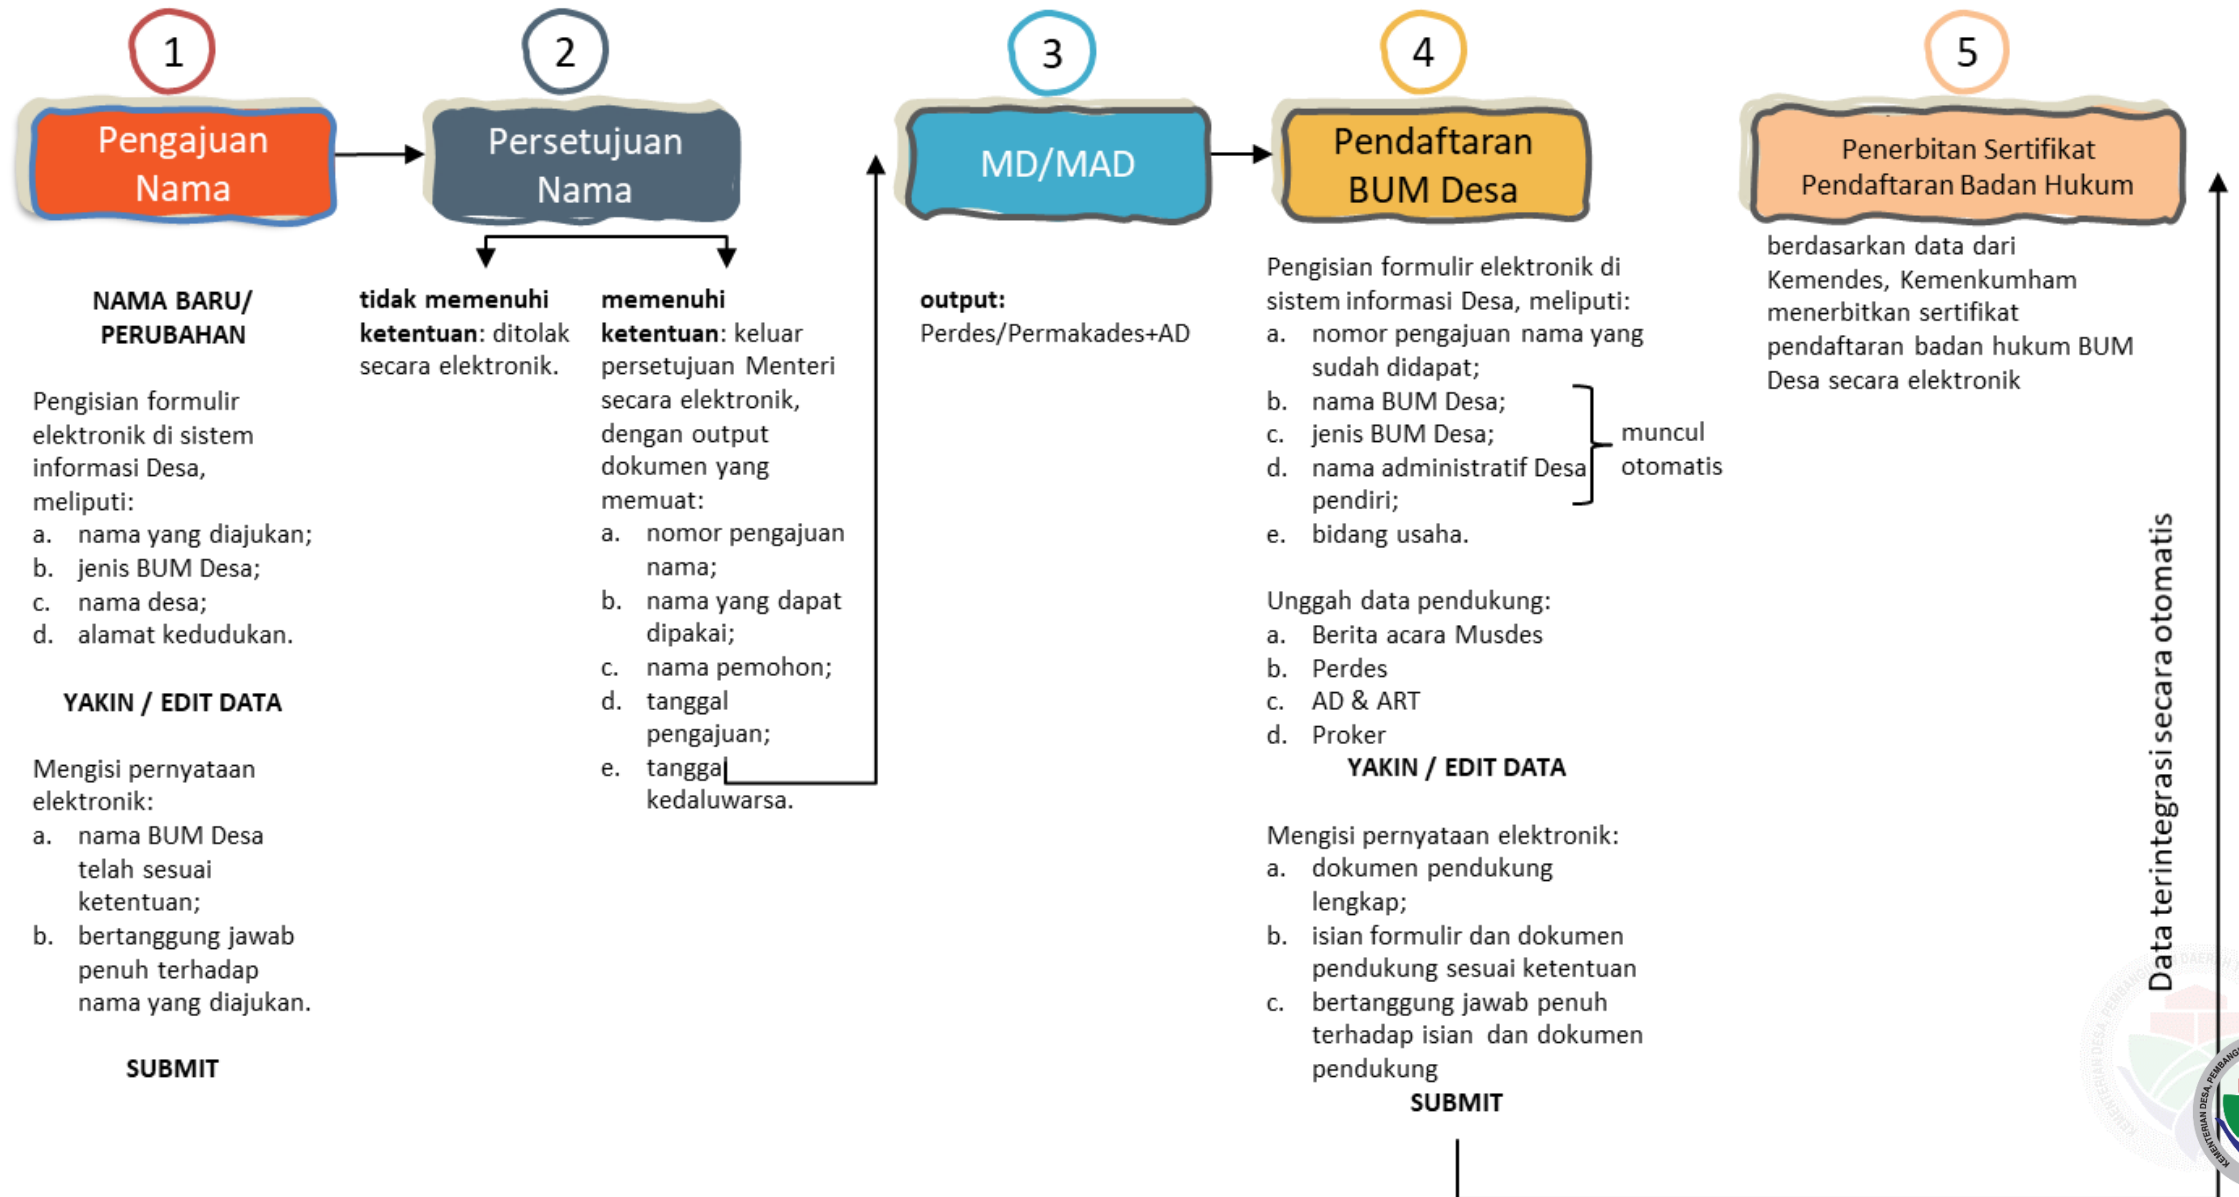 1
Pengajuan
Nama
NAMA BARU/
PERUBAHAN
Pengisian formulir
elektronik di sistem
informasi Desa,
meliputi:
a. nama yang diajukan;
b. jenis BUM Desa;
c. nama desa;
d. alamat kedudukan.
YAKIN / EDIT DATA
Mengisi pernyataan
elektronik:
a. nama BUM Desa
telah sesuai
ketentuan;
b. bertanggung jawab
penuh terhadap
nama yang diajukan.
SUBMIT
2
Persetujuan
Nama
tidak memenuhi
ketentuan: ditolak
secara elektronik.
memenuhi
ketentuan: keluar
persetujuan Menteri
secara elektronik,
dengan output
dokumen yang
memuat:
a. nomor pengajuan
nama;
b. nama yang dapat
dipakai;
c. nama pemohon;
d. tanggal
pengajuan;
e. tanggal
kedaluwarsa.
3
MD/MAD
output:
Perdes/Permakades+AD
4
Pendaftaran
BUM Desa
Pengisian formulir elektronik di
sistem informasi Desa, meliputi:
a. nomor pengajuan nama yang
sudah didapat;
b. nama BUM Desa;
c. jenis BUM Desa;
d. nama administratif Desa
pendiri;
e. bidang usaha.
muncul
otomatis
Unggah data pendukung:
a. Berita acara Musdes
b. Perdes
c. AD & ART
d. Proker
YAKIN / EDIT DATA
Mengisi pernyataan elektronik:
a. dokumen pendukung
lengkap;
b. isian formulir dan dokumen
pendukung sesuai ketentuan
c. bertanggung jawab penuh
terhadap isian dan dokumen
pendukung
SUBMIT
5
Penerbitan Sertifikat
Pendaftaran Badan Hukum
berdasarkan data dari
Kemendes, Kemenkumham
menerbitkan sertifikat
pendaftaran badan hukum BUM
Desa secara elektronik
Data terintegrasi secara otomatis
KEMENTERIAN DESA, PEMBANGUNAN DAERAH
KEMENTERIAN DESA,